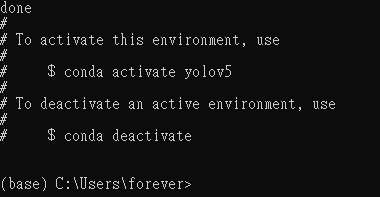 done
#
# To activate this environment, use
#
#     $ conda activate yolov5
#
# To deactivate an active environment, use
#
#     $ conda deactivate
(base) C:\Users\forever>